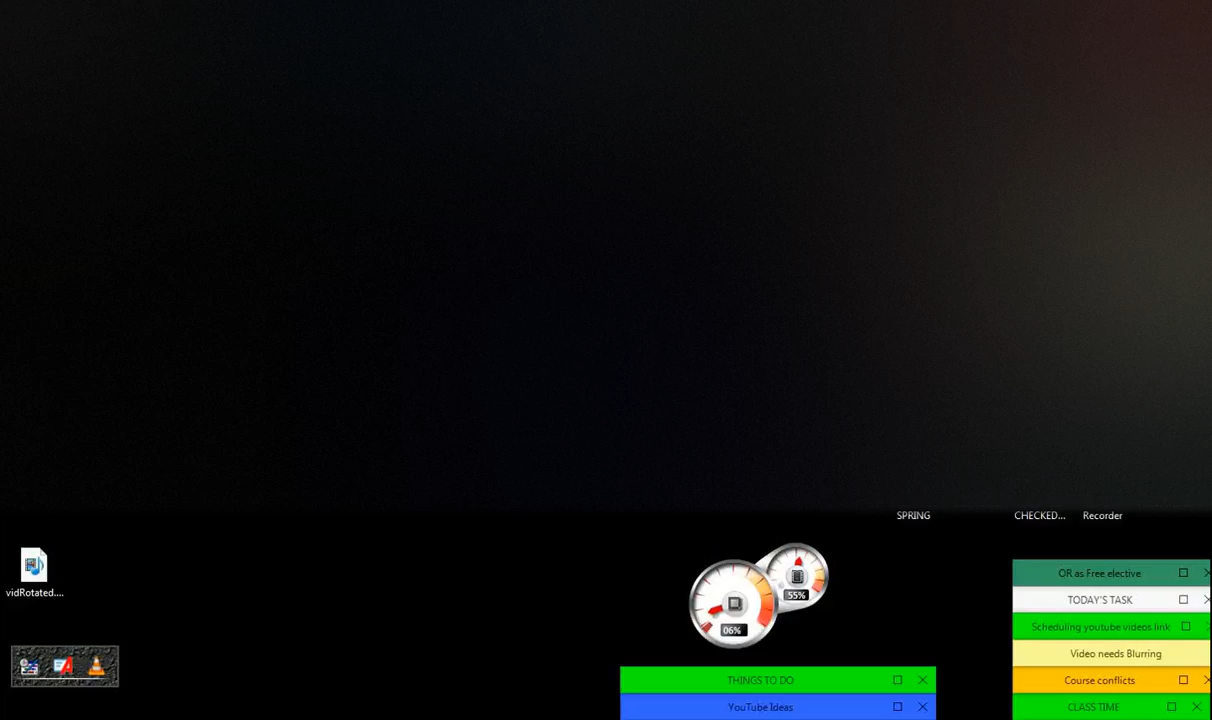 SPRING
CHECKED...
Recorder
vidRotated....
55%
06%
OR as Free elective
TODAY'S TASK
Scheduling youtube videos link
Video needs Blurring
THINGS TO DO
Course conflicts
YouTube Ideas
CLASS TIME